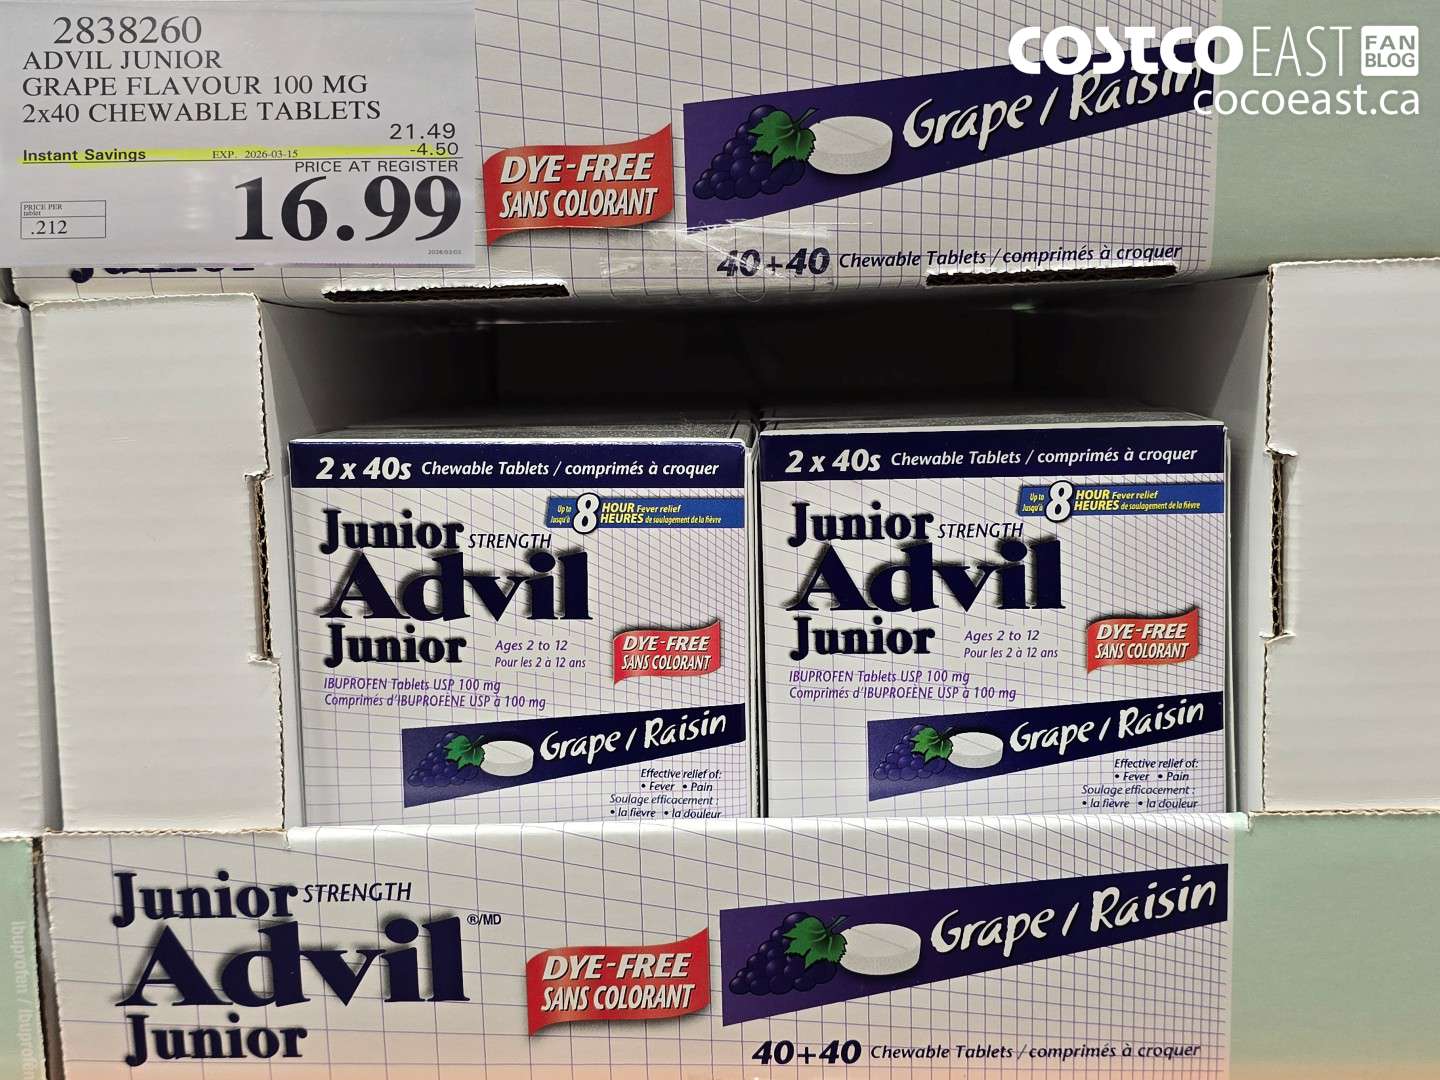 2838260
ADVIL JUNIOR
GRAPE FLAVOUR 100 MG
2x40 CHEWABLE TABLETS
21.49
Instant Savings EXP. 2026-03-15 -4.50
PRICE AT REGISTER
16.99
PRICE PER
tablet
.212
COSTCO EAST FAN BLOG
cocoeast.ca
DYE-FREE
SANS COLORANT
Grape / Raisin
40+40 Chewable Tablets / comprimés à croquer
Junior
2 x 40s Chewable Tablets / comprimés à croquer
Up to 8 HOUR Fever relief
Jusqu'à HEURES de soulagement de la fièvre
Junior STRENGTH
Advil
Junior
Ages 2 to 12
Pour les 2 à 12 ans
DYE-FREE
SANS COLORANT
IBUPROFEN Tablets USP 100 mg
Comprimés d'IBUPROFÈNE USP à 100 mg
Grape / Raisin
Effective relief of:
• Fever • Pain
Soulage efficacement :
• la fièvre • la douleur
2 x 40s Chewable Tablets / comprimés à croquer
Up to 8 HOUR Fever relief
Jusqu'à HEURES de soulagement de la fièvre
Junior STRENGTH
Advil
Junior
Ages 2 to 12
Pour les 2 à 12 ans
DYE-FREE
SANS COLORANT
IBUPROFEN Tablets USP 100 mg
Comprimés d'IBUPROFÈNE USP à 100 mg
Grape / Raisin
Effective relief of:
• Fever • Pain
Soulage efficacement :
• la fièvre • la douleur
Junior STRENGTH
Advil ®/MD
Junior
DYE-FREE
SANS COLORANT
Grape / Raisin
40+40 Chewable Tablets / comprimés à croquer
ibuprofen / ibuprofèn